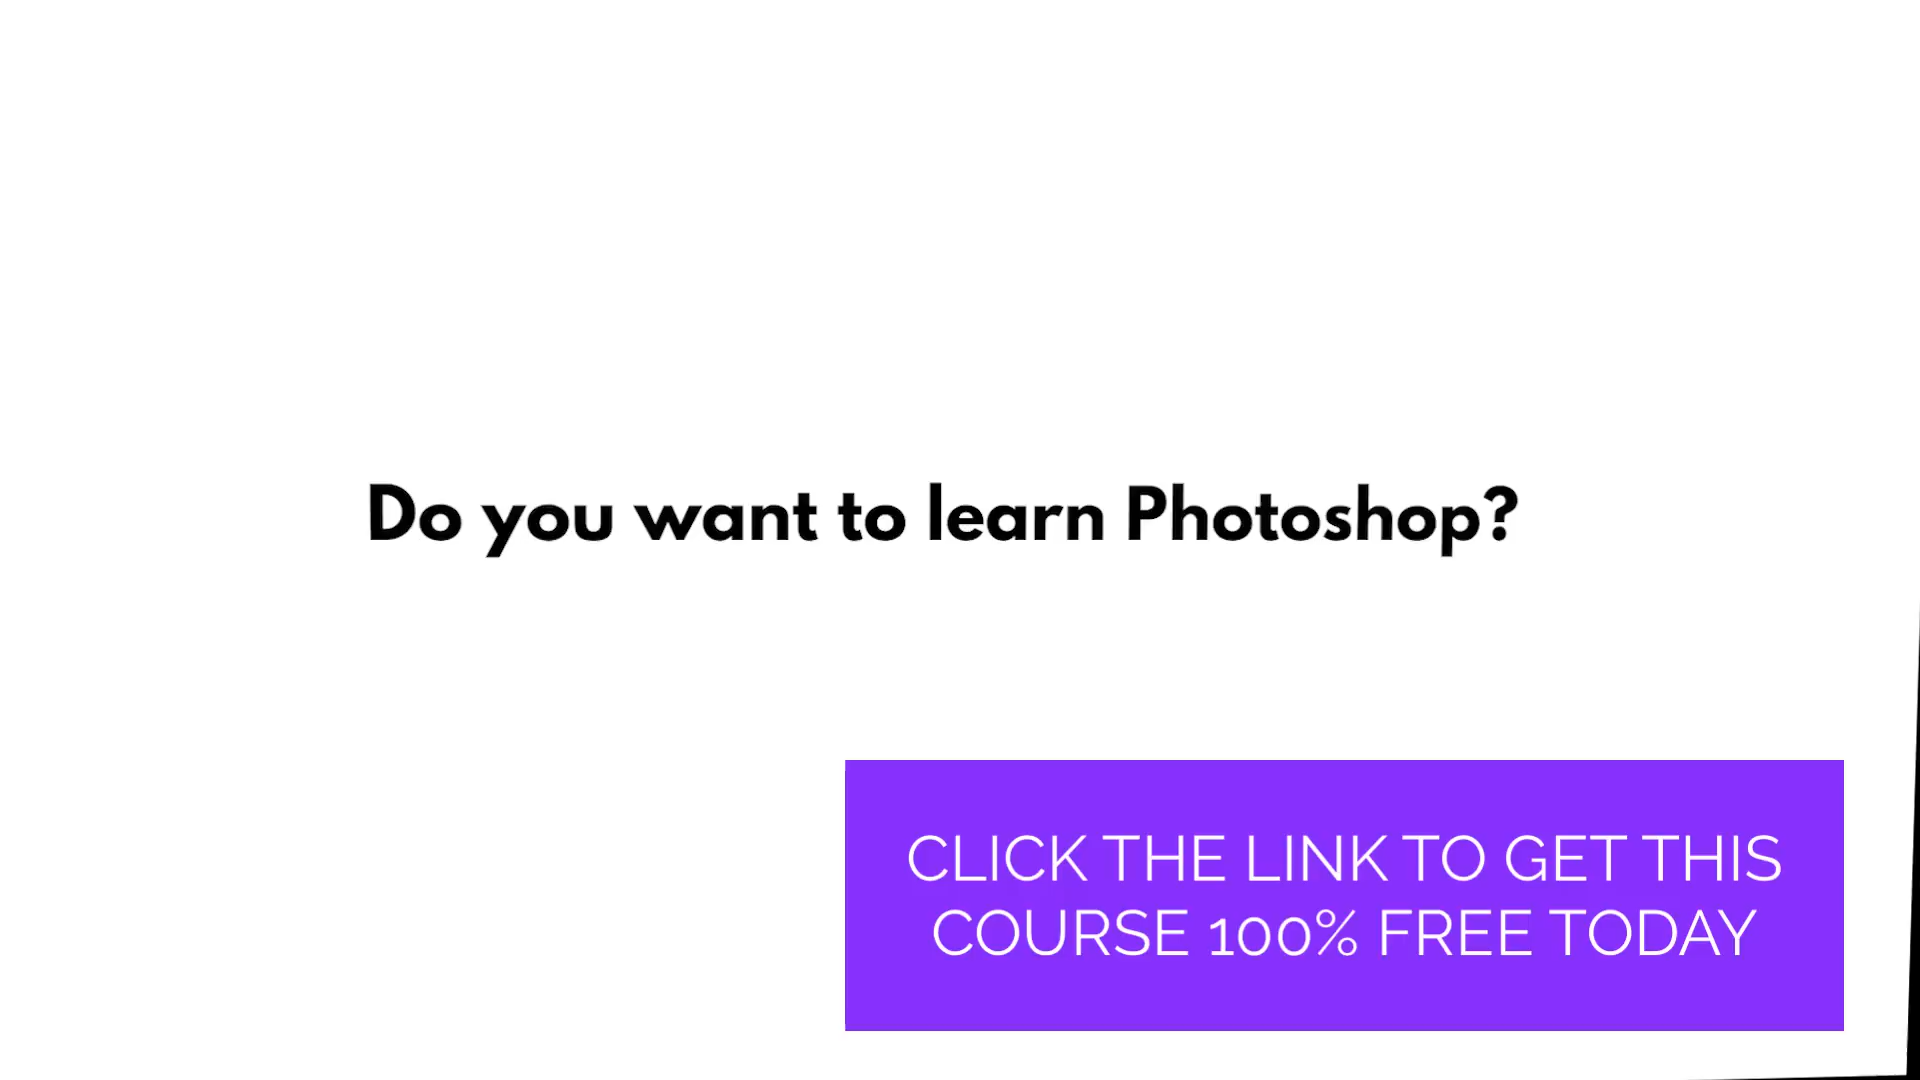 Do you want to learn Photoshop?
CLICK THE LINK TO GET THIS
COURSE 100% FREE TODAY